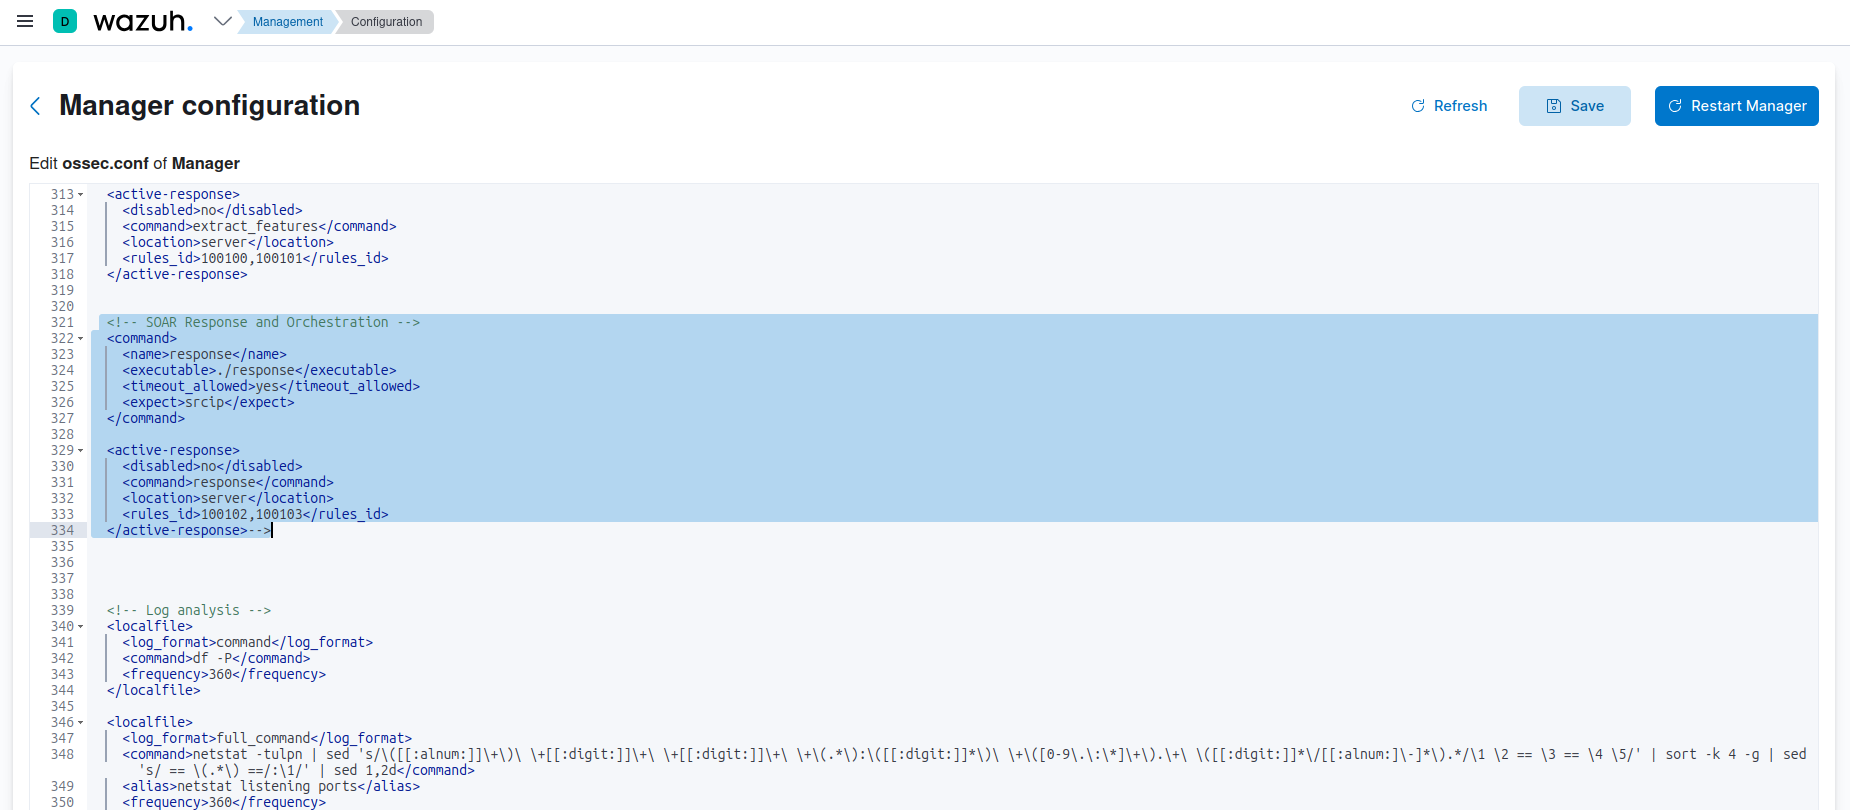 D wazuh. Management Configuration
Manager configuration Refresh Save Restart Manager
Edit ossec.conf of Manager
313 <active-response>
314 <disabled>no</disabled>
315 <command>extract_features</command>
316 <location>server</location>
317 <rules_id>100100,100101</rules_id>
318 </active-response>
319
320
321 <!-- SOAR Response and Orchestration -->
322 <command>
323 <name>response</name>
324 <executable>./response</executable>
325 <timeout_allowed>yes</timeout_allowed>
326 <expect>srcip</expect>
327 </command>
328
329 <active-response>
330 <disabled>no</disabled>
331 <command>response</command>
332 <location>server</location>
333 <rules_id>100102,100103</rules_id>
334 </active-response>-->
335
336
337
338
339 <!-- Log analysis -->
340 <localfile>
341 <log_format>command</log_format>
342 <command>df -P</command>
343 <frequency>360</frequency>
344 </localfile>
345
346 <localfile>
347 <log_format>full_command</log_format>
348 <command>netstat -tulpn | sed 's/\([[:alnum:]]\+\)\ \+[[:digit:]]\+\ \+[[:digit:]]\+\ \+\(.*\):\([[:digit:]]*\)\ \+\([0-9\.\:\*]\+\).\+\ \([[:digit:]]*\/[[:alnum:]\-]*\).*/\1 \2 == \3 == \4 \5/' | sort -k 4 -g | sed
's/ == \(.*\) ==/:\1/' | sed 1,2d</command>
349 <alias>netstat listening ports</alias>
350 <frequency>360</frequency>